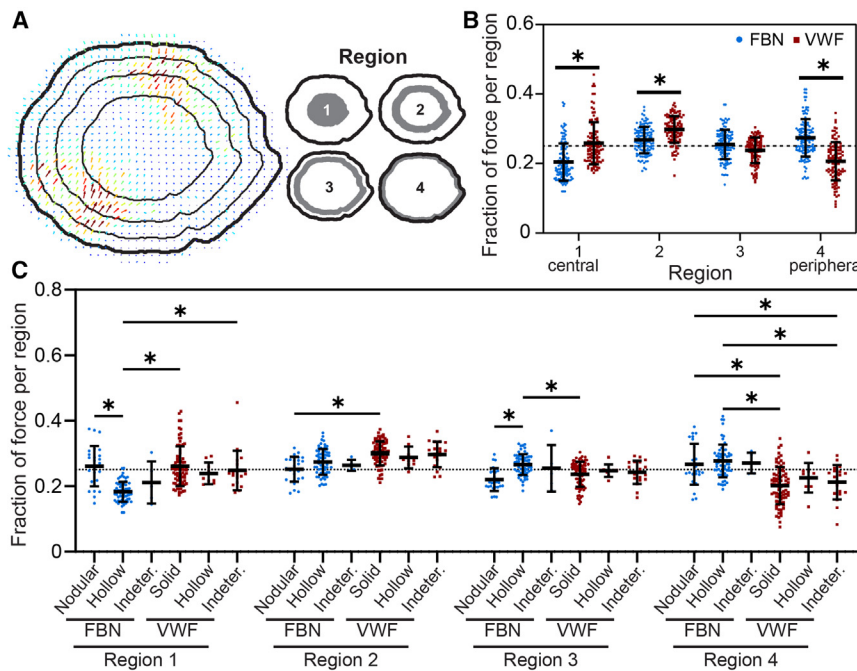 A
Region
1
2
3
4
B
Fraction of force per region
0.6
0.4
0.2
0
FBN
VWF
*
*
*
1
2
3
4
central
peripheral
Region
C
Fraction of force per region
0.8
0.6
0.4
0.2
0
*
*
*
*
*
*
*
*
*
*
Nodular Hollow Indeter. Solid Hollow Indeter.
FBN VWF
Region 1
Nodular Hollow Indeter. Solid Hollow Indeter.
FBN VWF
Region 2
Nodular Hollow Indeter. Solid Hollow Indeter.
FBN VWF
Region 3
Nodular Hollow Indeter. Solid Hollow Indeter.
FBN VWF
Region 4